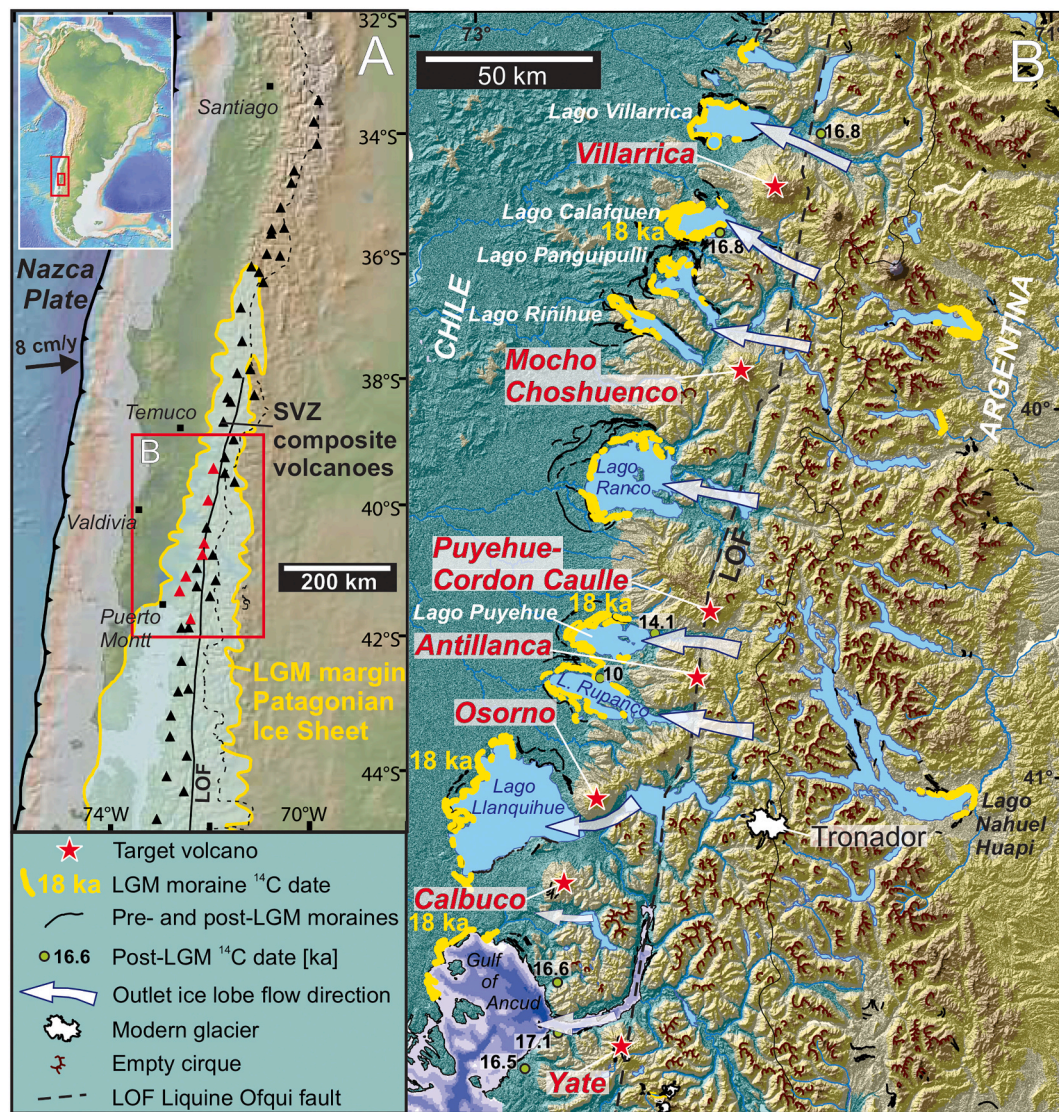 32°S
A
Santiago
34°S
36°S
Nazca
Plate
8 cm/y
38°S
Temuco
SVZ
composite
volcanoes
B
Valdivia
40°S
200 km
Puerto
Montt
42°S
LGM margin
Patagonian
Ice Sheet
44°S
LOF
74°W
70°W
Target volcano
18 ka LGM moraine ¹⁴C date
Pre- and post-LGM moraines
16.6 Post-LGM ¹⁴C date [ka]
Outlet ice lobe flow direction
Modern glacier
Empty cirque
LOF Liquine Ofqui fault
73°
72°
71°
50 km
B
Lago Villarrica
16.8
Villarrica
Lago Calafquen
18 ka
16.8
Lago Panguipulli
CHILE
Lago Riñihue
ARGENTINA
Mocho
Choshuenco
40°
Lago
Ranco
LOF
Puyehue-
Cordon Caulle
18 ka
Lago Puyehue
14.1
Antillanca
10
L. Rupanco
Osorno
18 ka
Lago
Llanquihue
41°
Lago
Nahuel
Huapi
Tronador
Calbuco
18 ka
Gulf
of
Ancud
16.6
17.1
16.5
Yate